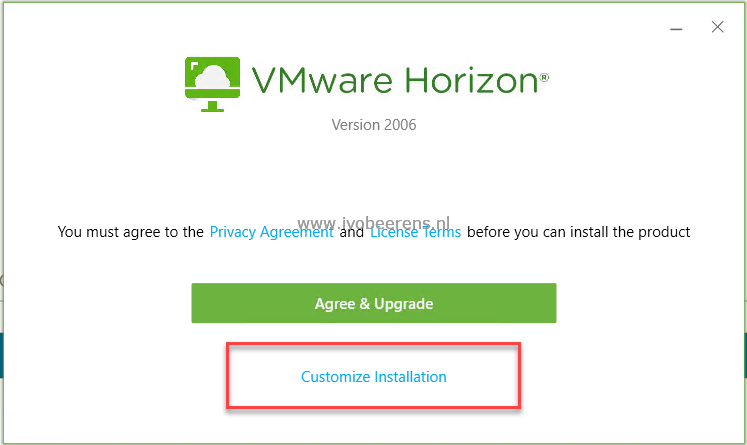 VMware Horizon®
Version 2006
www.ivobeerens.nl
You must agree to the Privacy Agreement and License Terms before you can install the product
Agree & Upgrade
Customize Installation